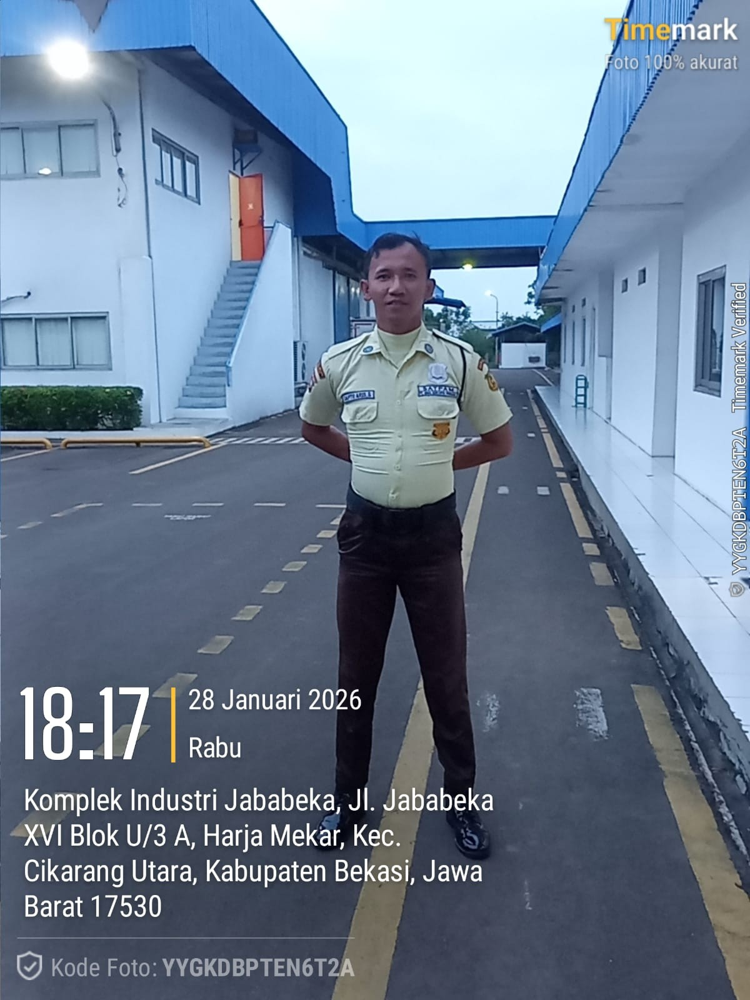 Timemark
Foto 100% akurat
SATPAM
YYGKDBPTEN6T2A Timemark Verified
18:17
28 Januari 2026
Rabu
Komplek Industri Jababeka, Jl. Jababeka
XVI Blok U/3 A, Harja Mekar, Kec.
Cikarang Utara, Kabupaten Bekasi, Jawa
Barat 17530
Kode Foto: YYGKDBPTEN6T2A